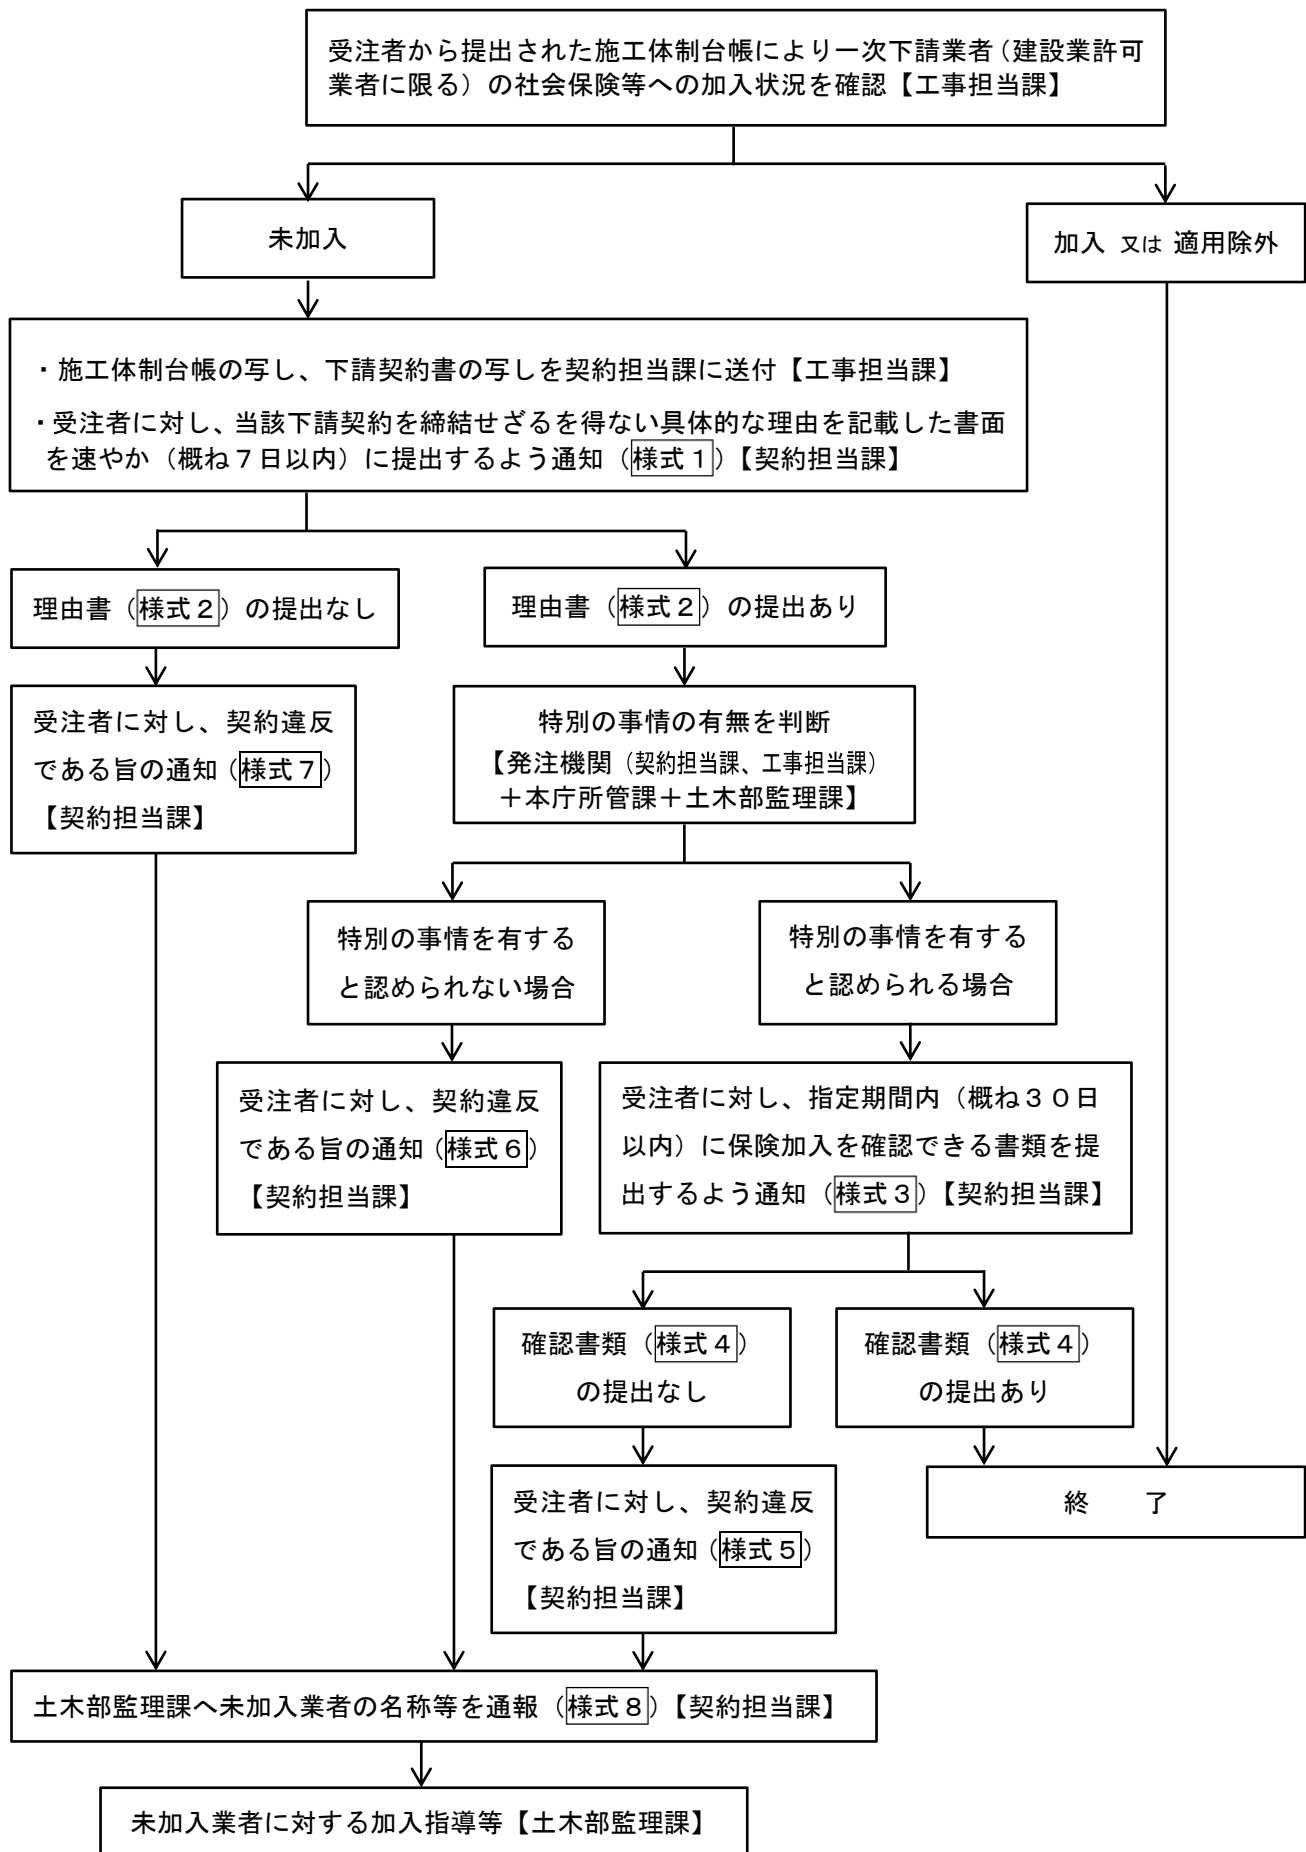 受注者から提出された施工体制台帳により一次下請業者（建設業許可
業者に限る）の社会保険等への加入状況を確認【工事担当課】
未加入
加入 又は 適用除外
・施工体制台帳の写し、下請契約書の写しを契約担当課に送付【工事担当課】
・受注者に対し、当該下請契約を締結せざるを得ない具体的な理由を記載した書面
を速やか（概ね７日以内）に提出するよう通知（様式１）【契約担当課】
理由書（様式２）の提出なし
理由書（様式２）の提出あり
受注者に対し、契約違反
である旨の通知（様式７）
【契約担当課】
特別の事情の有無を判断
【発注機関（契約担当課、工事担当課）
＋本庁所管課＋土木部監理課】
特別の事情を有する
と認められない場合
特別の事情を有する
と認められる場合
受注者に対し、契約違反
である旨の通知（様式６）
【契約担当課】
受注者に対し、指定期間内（概ね３０日
以内）に保険加入を確認できる書類を提
出するよう通知（様式３）【契約担当課】
確認書類（様式４）
の提出なし
確認書類（様式４）
の提出あり
受注者に対し、契約違反
である旨の通知（様式５）
【契約担当課】
終　　了
土木部監理課へ未加入業者の名称等を通報（様式８）【契約担当課】
未加入業者に対する加入指導等【土木部監理課】